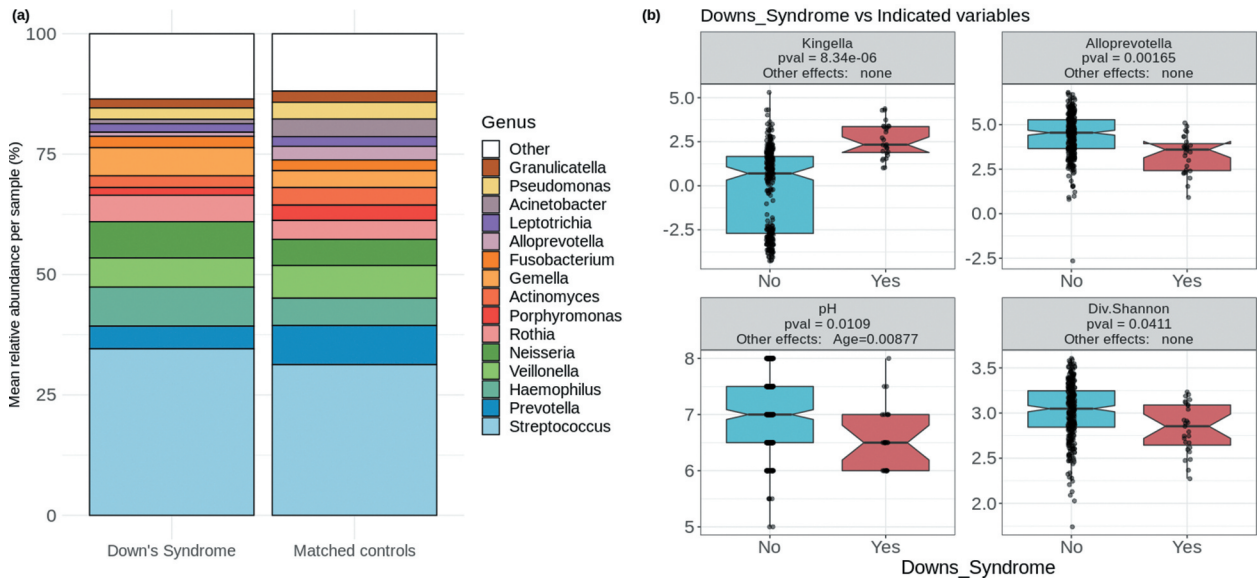 (a)
100
75
50
25
0
Mean relative abundance per sample (%)
Down's Syndrome
Matched controls
Genus
Other
Granulicatella
Pseudomonas
Acinetobacter
Leptotrichia
Alloprevotella
Fusobacterium
Gemella
Actinomyces
Porphyromonas
Rothia
Neisseria
Veillonella
Haemophilus
Prevotella
Streptococcus
(b)
Downs_Syndrome vs Indicated variables
Kingella
pval = 8.34e-06
Other effects: none
5.0
2.5
0.0
-2.5
No
Yes
Alloprevotella
pval = 0.00165
Other effects: none
5.0
2.5
0.0
-2.5
No
Yes
pH
pval = 0.0109
Other effects: Age=0.00877
8
7
6
5
No
Yes
Div.Shannon
pval = 0.0411
Other effects: none
3.5
3.0
2.5
2.0
No
Yes
Downs_Syndrome